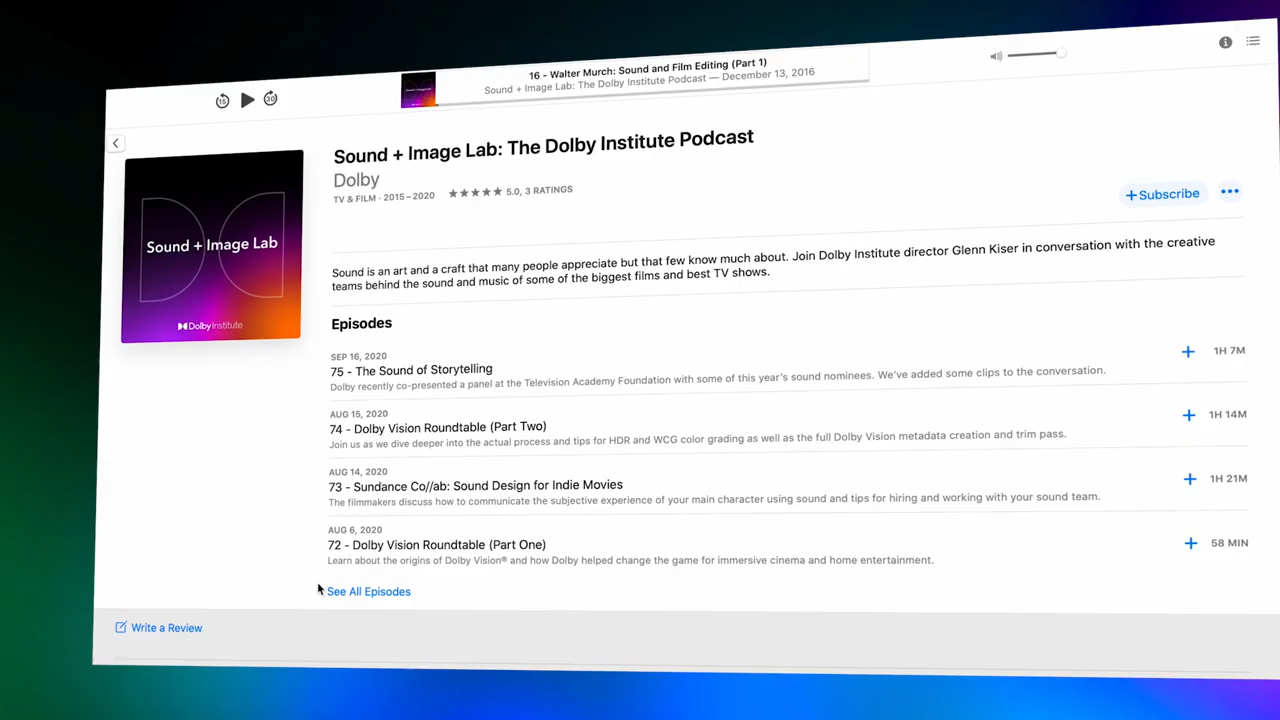 16 - Walter Murch: Sound and Film Editing (Part 1)
Sound + Image Lab: The Dolby Institute Podcast — December 13, 2016
15
30
Sound + Image Lab: The Dolby Institute Podcast
Dolby
TV & FILM · 2015–2020 ★★★★★ 5.0, 3 RATINGS
+ Subscribe
Sound + Image Lab
Dolby Institute
Sound is an art and a craft that many people appreciate but that few know much about. Join Dolby Institute director Glenn Kiser in conversation with the creative
teams behind the sound and music of some of the biggest films and best TV shows.
Episodes
SEP 16, 2020
75 - The Sound of Storytelling
Dolby recently co-presented a panel at the Television Academy Foundation with some of this year's sound nominees. We've added some clips to the conversation.
1H 7M
AUG 15, 2020
74 - Dolby Vision Roundtable (Part Two)
Join us as we dive deeper into the actual process and tips for HDR and WCG color grading as well as the full Dolby Vision metadata creation and trim pass.
1H 14M
AUG 14, 2020
73 - Sundance Co//ab: Sound Design for Indie Movies
The filmmakers discuss how to communicate the subjective experience of your main character using sound and tips for hiring and working with your sound team.
1H 21M
AUG 6, 2020
72 - Dolby Vision Roundtable (Part One)
Learn about the origins of Dolby Vision® and how Dolby helped change the game for immersive cinema and home entertainment.
58 MIN
See All Episodes
Write a Review